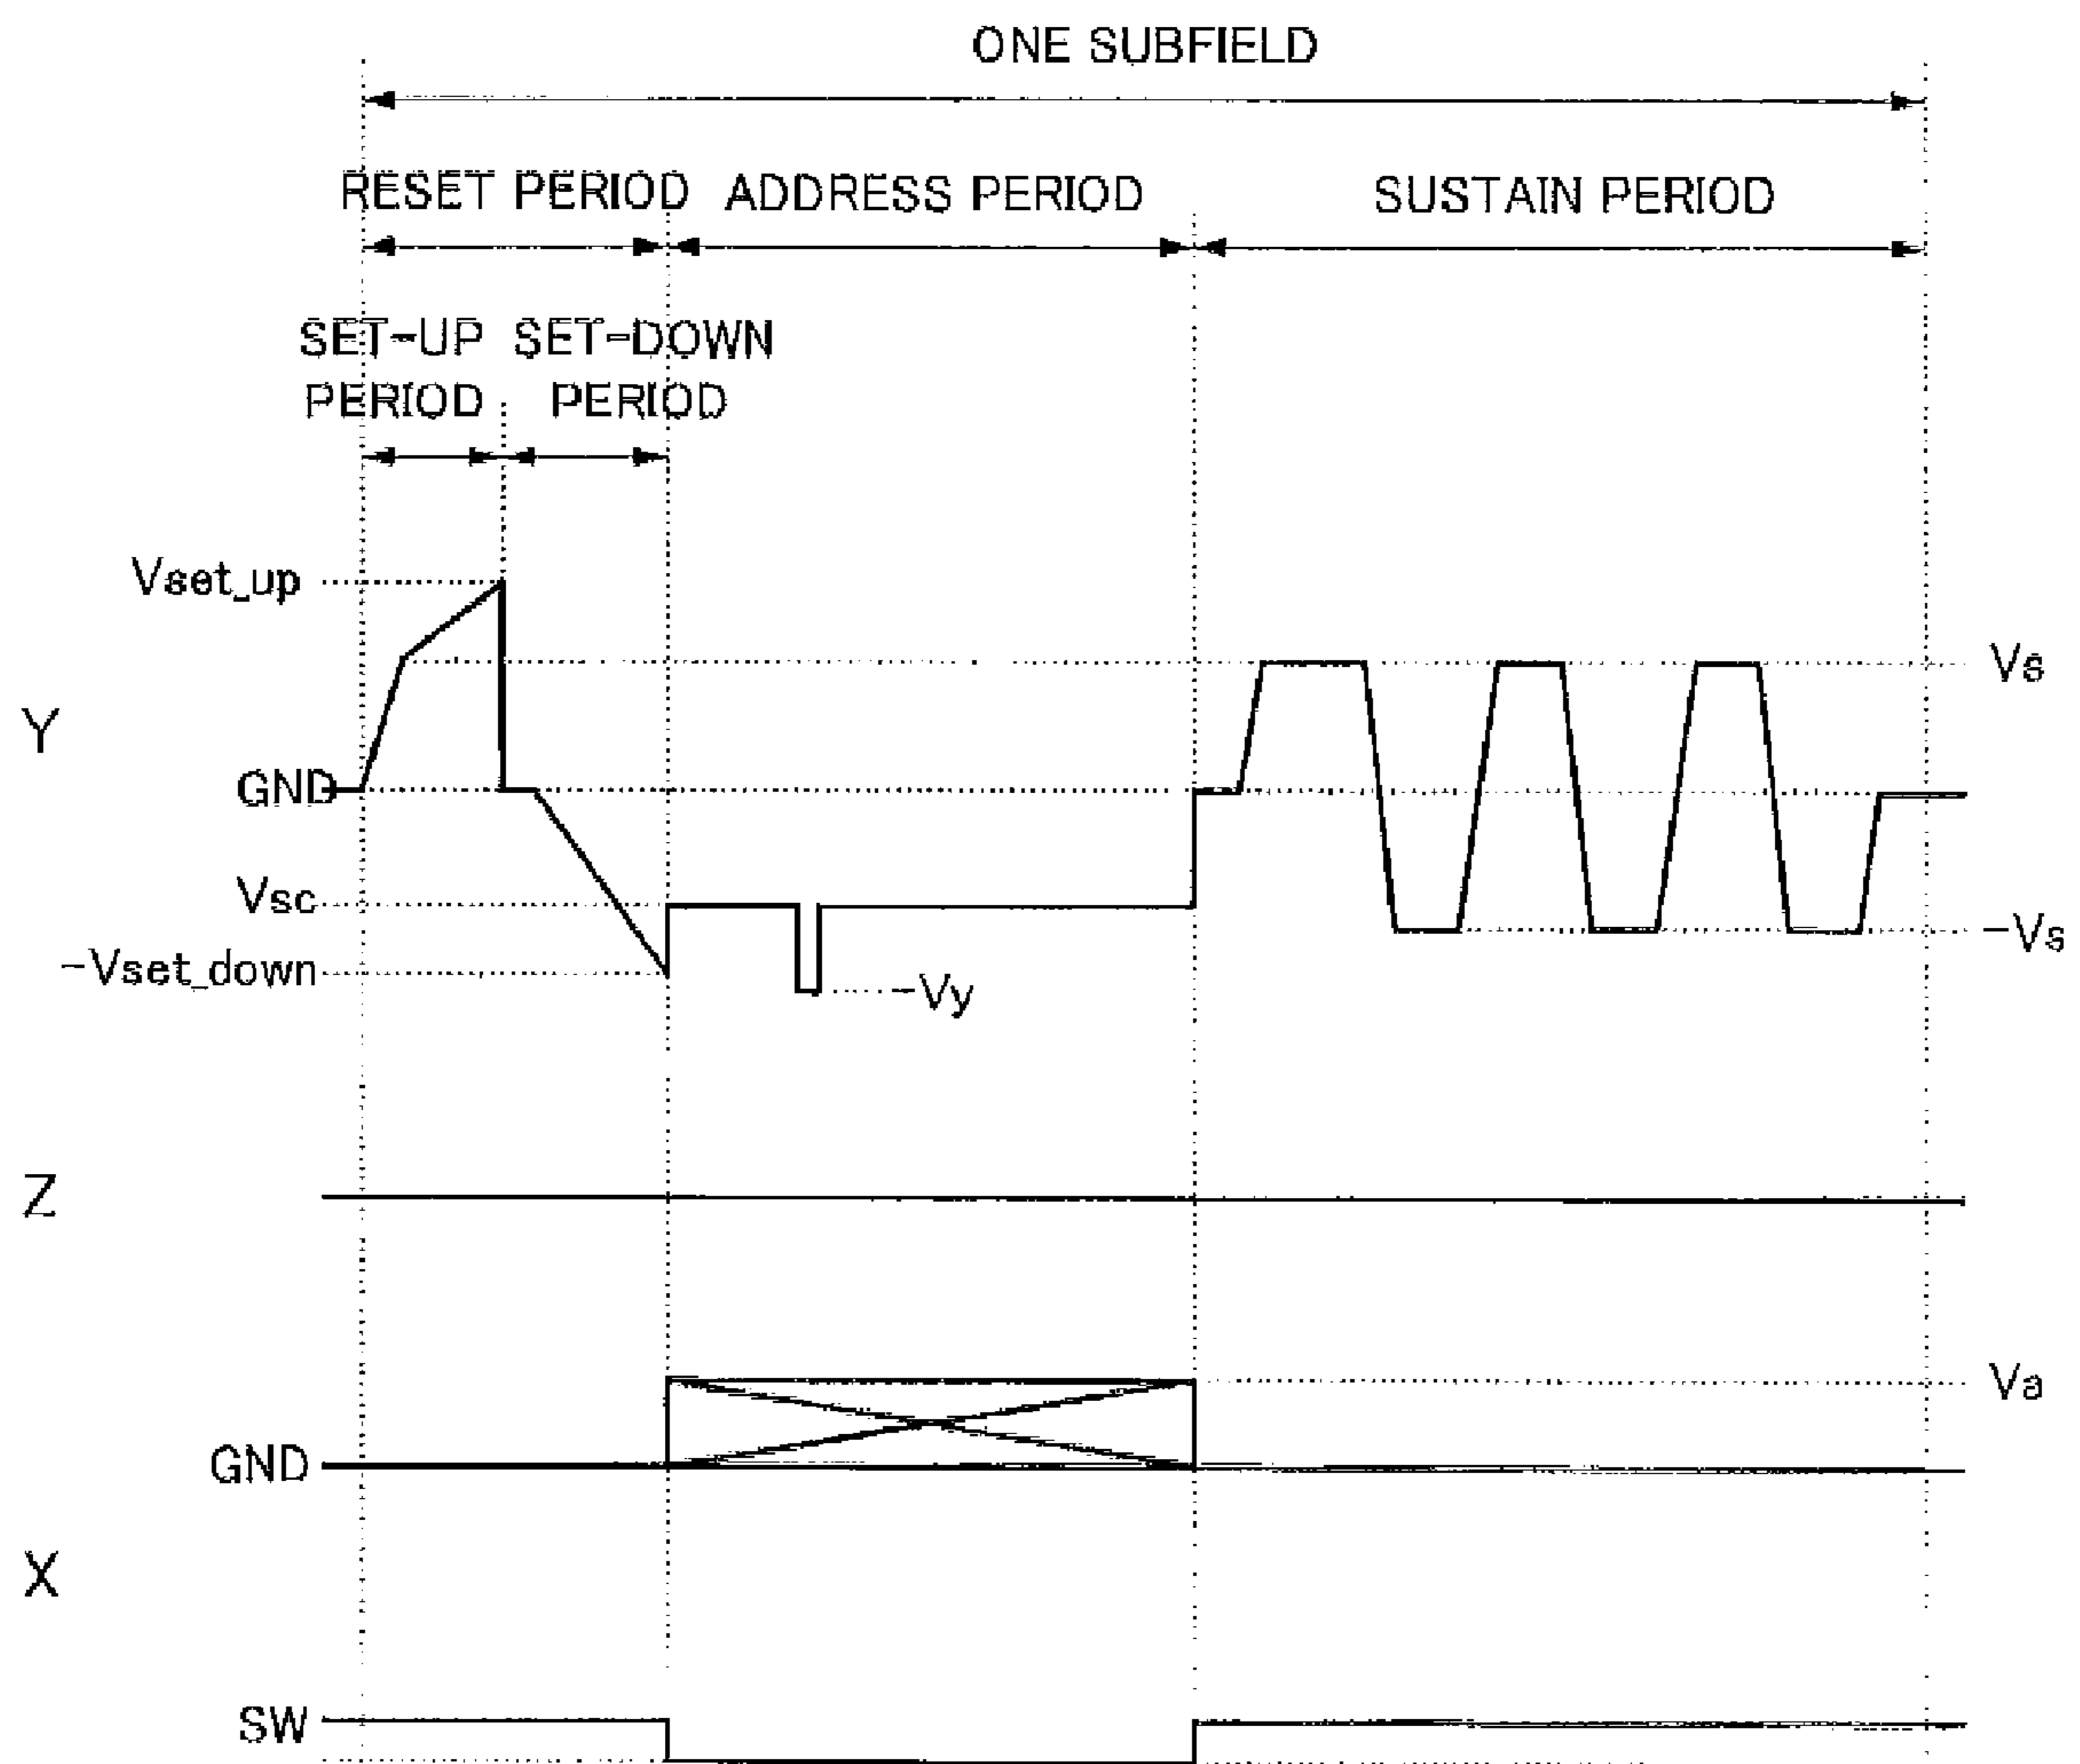 ONE SUBFIELD
RESET PERIOD ADDRESS PERIOD SUSTAIN PERIOD
SET-UP SET-DOWN
PERIOD PERIOD
Vset_up
Vs
Y
GND
Vsc
-Vs
-Vset_down
-Vy
Z
Va
GND
X
SW